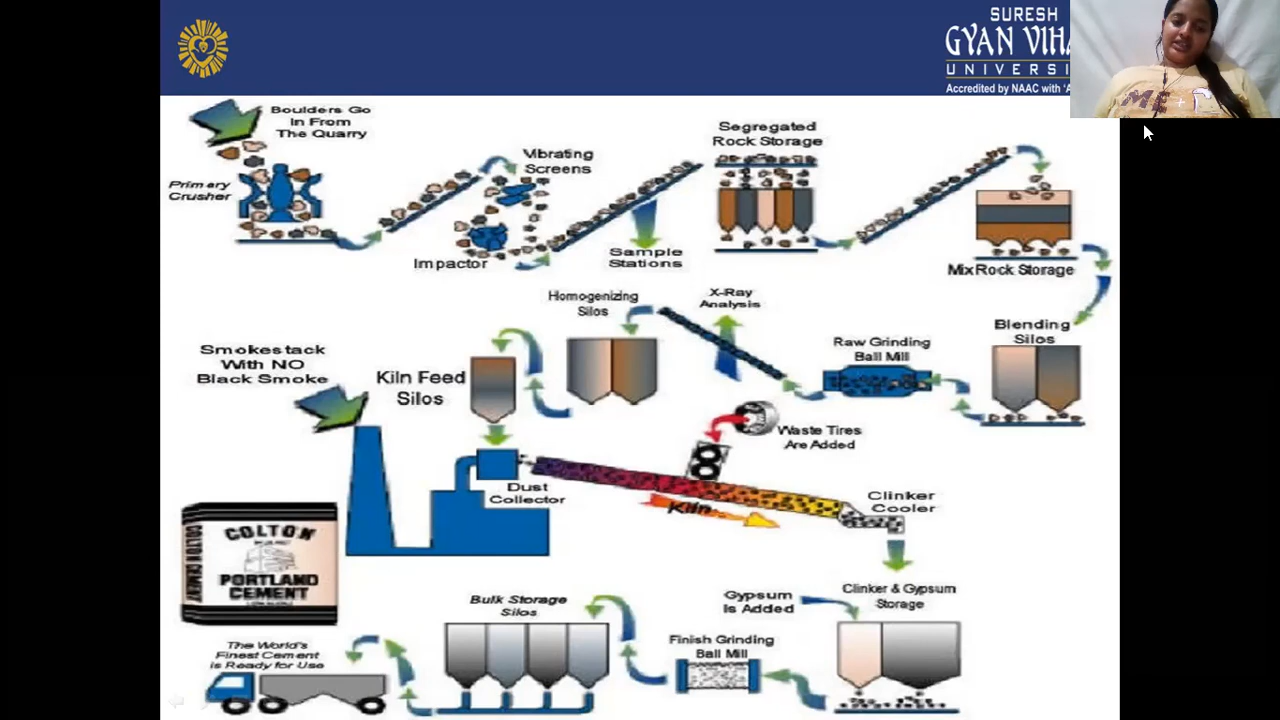 SURESH
GYAN VIHA
UNIVERSI
Accredited by NAAC with 'A
ME + C
Boulders Go
In From
The Quarry
Primary
Crusher
Vibrating
Screens
Impactor
Sample
Stations
Segregated
Rock Storage
Mix Rock Storage
Blending
Silos
Raw Grinding
Ball Mill
X-Ray
Analysis
Homogenizing
Silos
Kiln Feed
Silos
Smokestack
With NO
Black Smoke
Dust
Collector
Waste Tires
Are Added
Kiln
Clinker
Cooler
Clinker & Gypsum
Storage
Gypsum
Is Added
Finish Grinding
Ball Mill
Bulk Storage
Silos
COLTON
PORTLAND
CEMENT
COLTON CEMENT
The World's
Finest Cement
is Ready for Use